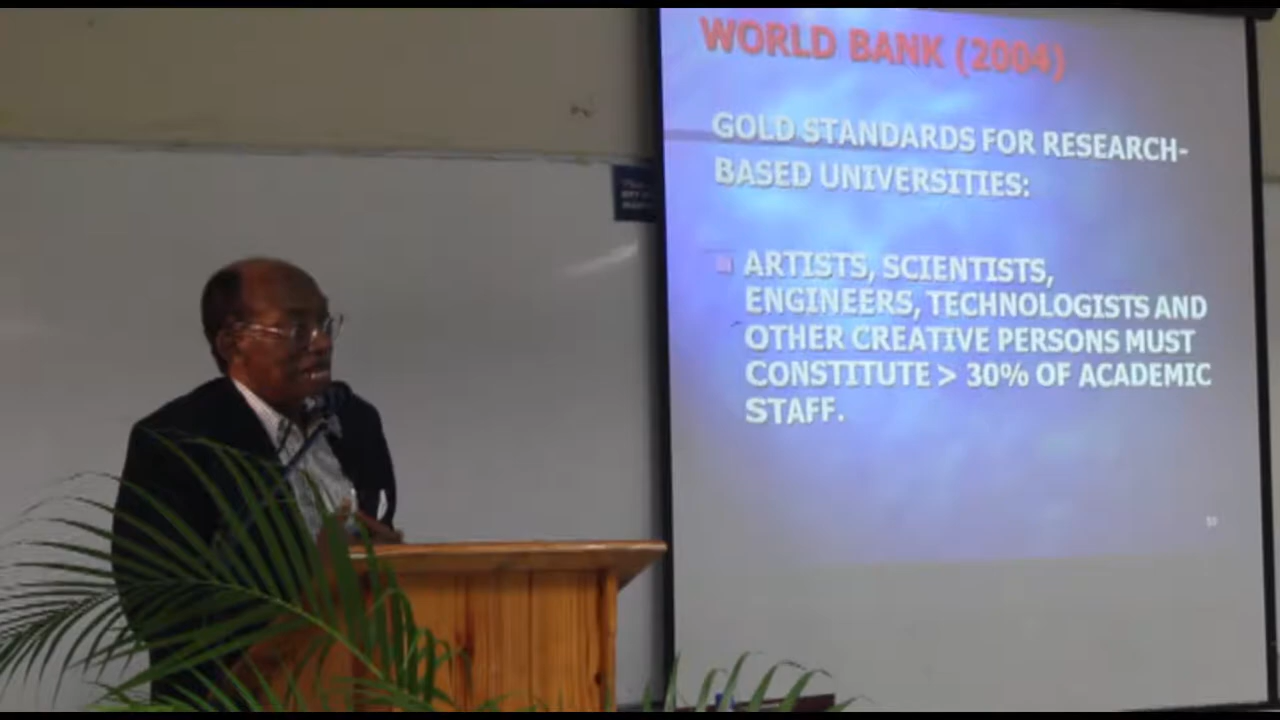 WORLD BANK (2004)
GOLD STANDARDS FOR RESEARCH-
BASED UNIVERSITIES:
ARTISTS, SCIENTISTS,
ENGINEERS, TECHNOLOGISTS AND
OTHER CREATIVE PERSONS MUST
CONSTITUTE > 30% OF ACADEMIC
STAFF.